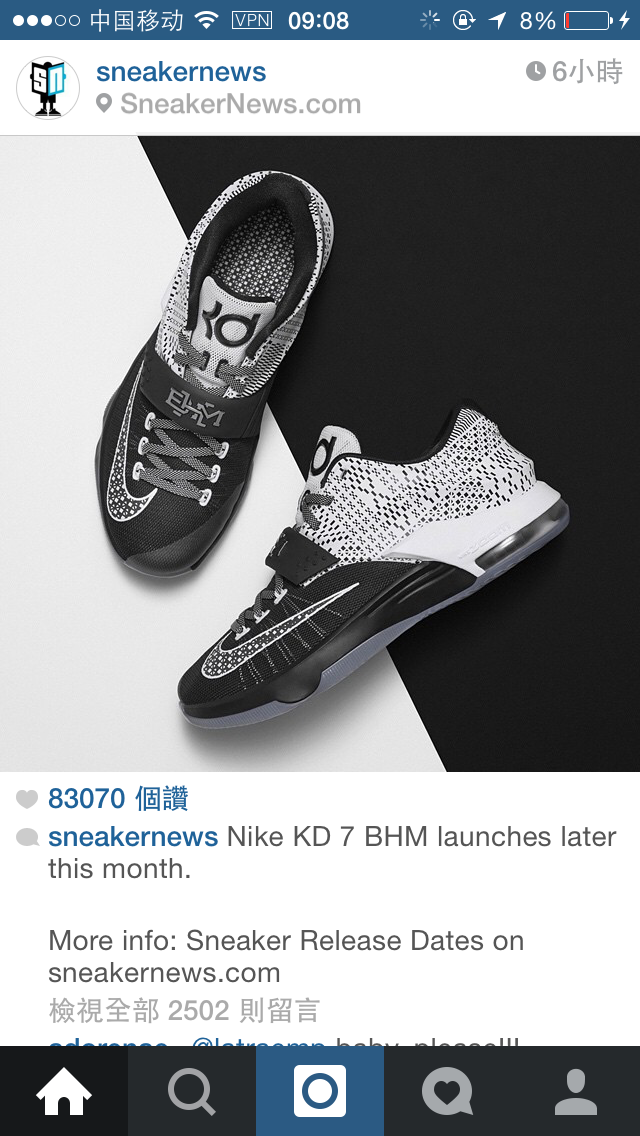 中国移动 VPN 09:08 8%
sneakernews
6小時
SneakerNews.com
kd
BHM
83070 個讚
sneakernews Nike KD 7 BHM launches later
this month.
More info: Sneaker Release Dates on
sneakernews.com
檢視全部 2502 則留言
baby, please!!!